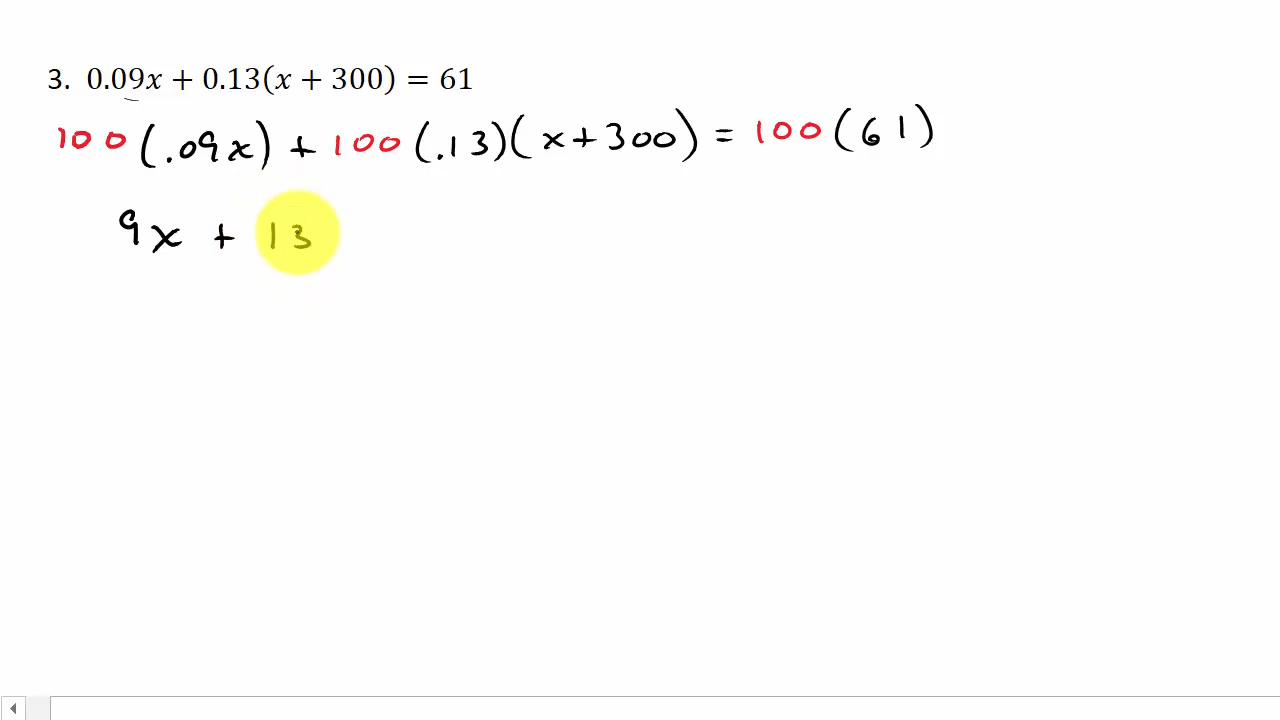 3. 0.09x + 0.13(x + 300) = 61
100 (.09x) + 100 (.13)(x+300) = 100 (61)
9x + 13